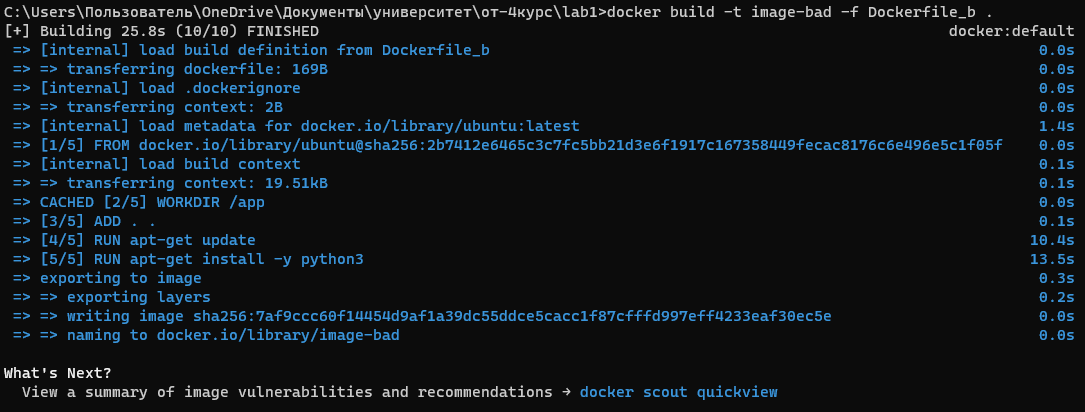 C:\Users\Пользователь\OneDrive\Документы\университет\от-4курс\lab1>docker build -t image-bad -f Dockerfile_b .
[+] Building 25.8s (10/10) FINISHED docker:default
=> [internal] load build definition from Dockerfile_b 0.0s
=> => transferring dockerfile: 169B 0.0s
=> [internal] load .dockerignore 0.0s
=> => transferring context: 2B 0.0s
=> [internal] load metadata for docker.io/library/ubuntu:latest 1.4s
=> [1/5] FROM docker.io/library/ubuntu@sha256:2b7412e6465c3c7fc5bb21d3e6f1917c167358449fecac8176c6e496e5c1f05f 0.0s
=> [internal] load build context 0.1s
=> => transferring context: 19.51kB 0.1s
=> CACHED [2/5] WORKDIR /app 0.0s
=> [3/5] ADD . . 0.1s
=> [4/5] RUN apt-get update 10.4s
=> [5/5] RUN apt-get install -y python3 13.5s
=> exporting to image 0.3s
=> => exporting layers 0.2s
=> => writing image sha256:7af9ccc60f14454d9af1a39dc55ddce5cacc1f87cfffd997eff4233eaf30ec5e 0.0s
=> => naming to docker.io/library/image-bad 0.0s
What's Next?
View a summary of image vulnerabilities and recommendations → docker scout quickview